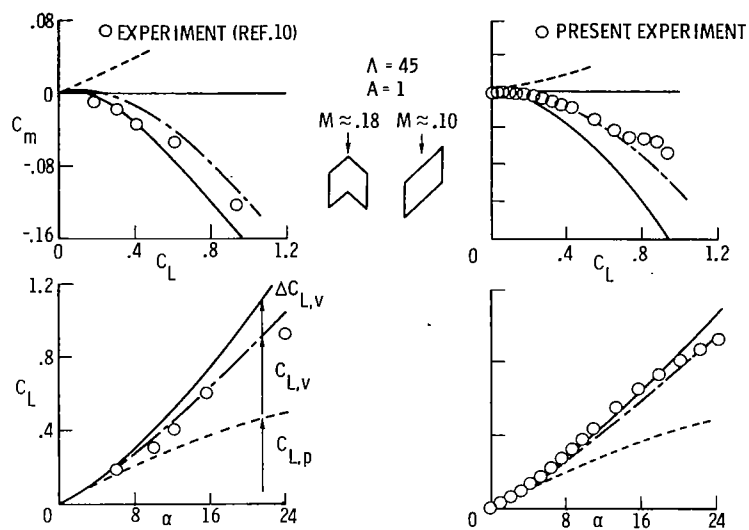 .08
0
-.08
-.16
C_m
○ EXPERIMENT (REF.10)
0 .4 .8 1.2
C_L
Λ = 45
A = 1
M ≈ .18 M ≈ .10
○ PRESENT EXPERIMENT
0 .4 .8 1.2
C_L
1.2
.8
.4
C_L
ΔC_L,v
C_L,v
C_L,p
0 8 16 24
α
0 8 16 24
α